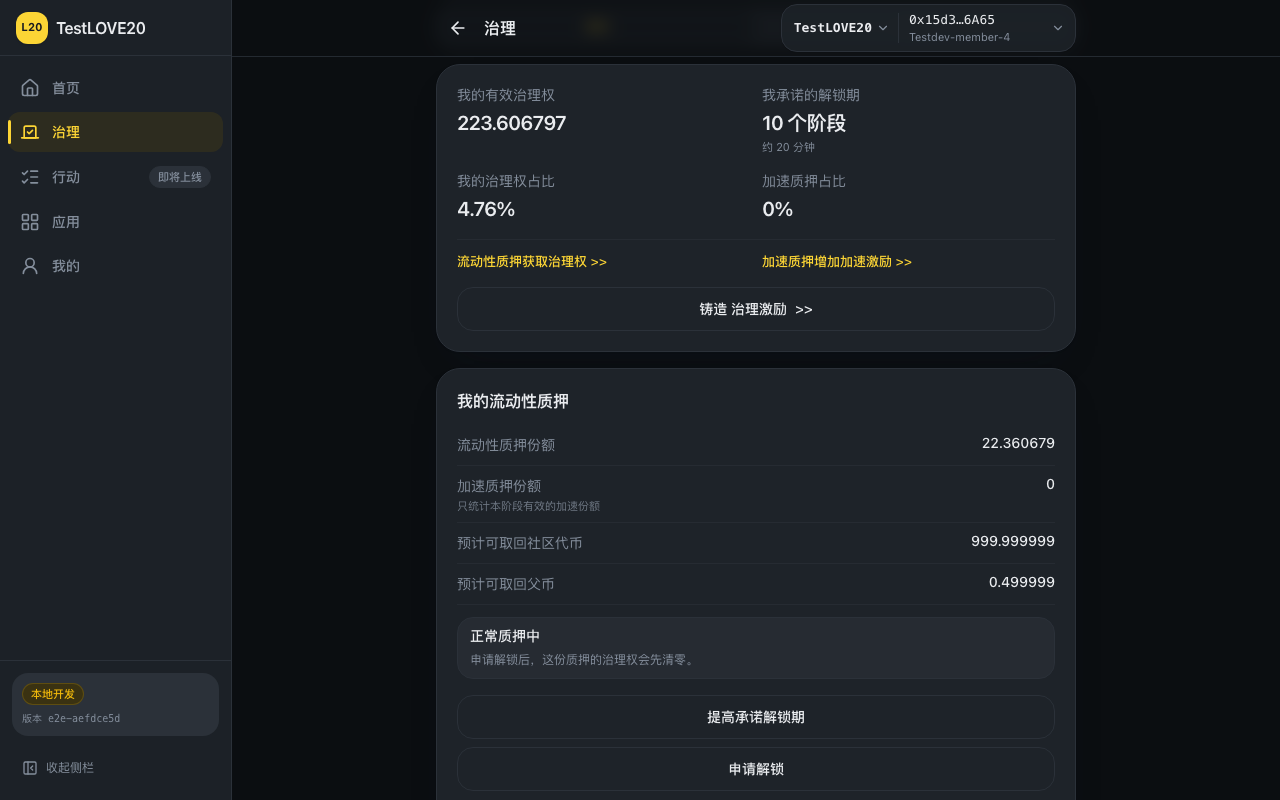 L20 TestLOVE20
首页
治理
行动 即将上线
应用
我的
本地开发
版本 e2e-aefdce5d
收起侧栏
治理
TestLOVE20
0x15d3…6A65
Testdev-member-4
我的有效治理权
223.606797
我承诺的解锁期
10 个阶段
约 20 分钟
我的治理权占比
4.76%
加速质押占比
0%
流动性质押获取治理权 >>
加速质押增加加速激励 >>
铸造 治理激励 >>
我的流动性质押
流动性质押份额 22.360679
加速质押份额 0
只统计本阶段有效的加速份额
预计可取回社区代币 999.999999
预计可取回父币 0.499999
正常质押中
申请解锁后，这份质押的治理权会先清零。
提高承诺解锁期
申请解锁